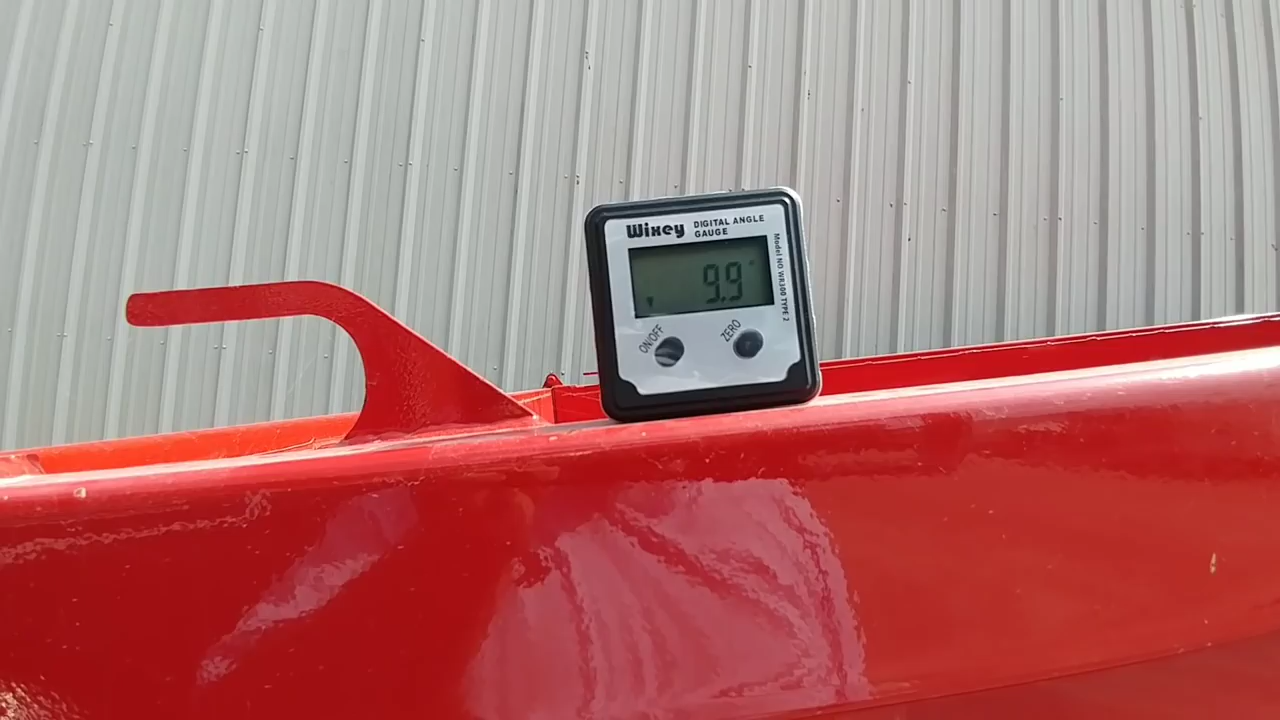 Wixey
DIGITAL ANGLE
GAUGE
9.9°
ON/OFF
ZERO
Model NO.WR300 TYPE 2